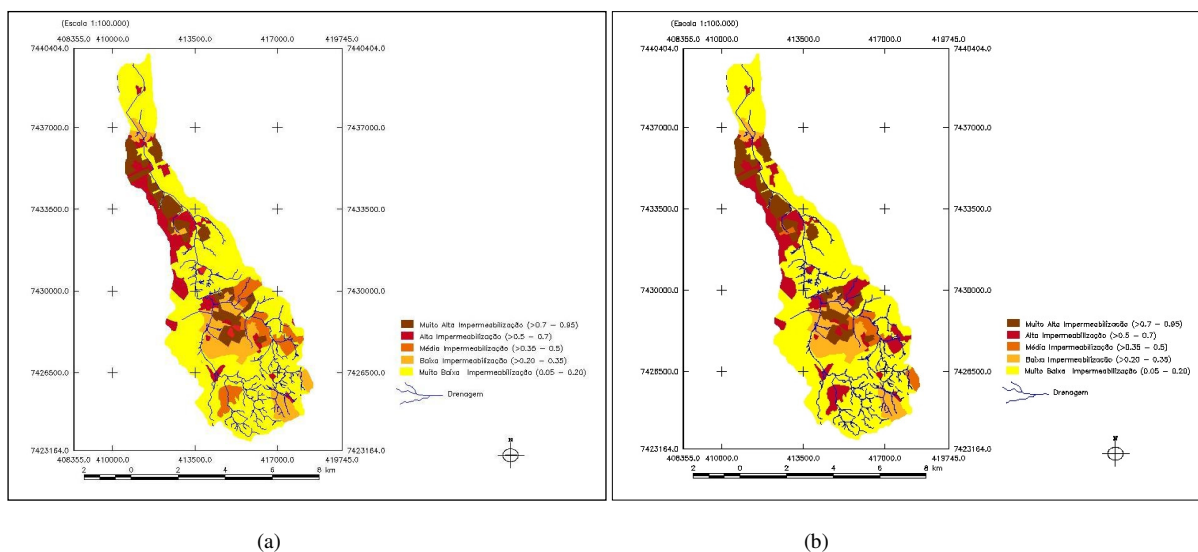 (Escala 1:100.000)
408355.0 410000.0 413500.0 417000.0 419745.0
7440404.0 7440404.0
7437000.0 7437000.0
7433500.0 7433500.0
7430000.0 7430000.0
Muito Alta Impermeabilização (>0.7 - 0.95)
Alta Impermeabilização (>0.5 - 0.7)
Média Impermeabilização (>0.35 - 0.5)
Baixa Impermeabilização (>0.20 - 0.35)
Muito Baixa Impermeabilização (0.05 - 0.20)
7426500.0 7426500.0
Drenagem
N
7423164.0 7423164.0
408355.0 410000.0 413500.0 417000.0 419745.0
2 0 2 4 6 8 km
(a)
(Escala 1:100.000)
408355.0 410000.0 413500.0 417000.0 419745.0
7440404.0 7440404.0
7437000.0 7437000.0
7433500.0 7433500.0
7430000.0 7430000.0
Muito Alta Impermeabilização (>0.7 - 0.95)
Alta Impermeabilização (>0.5 - 0.7)
Média Impermeabilização (>0.35 - 0.5)
Baixa Impermeabilização (>0.20 - 0.35)
Muito Baixa Impermeabilização (0.05 - 0.20)
7426500.0 7426500.0
Drenagem
N
7423164.0 7423164.0
408355.0 410000.0 413500.0 417000.0 419745.0
2 0 2 4 6 8 km
(b)